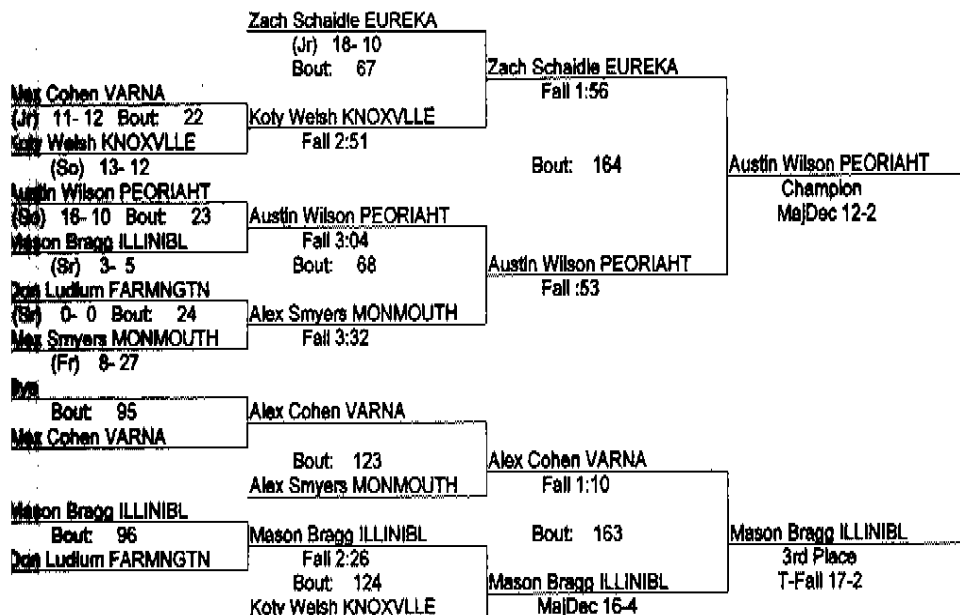 Zach Schaidle EUREKA
(Jr) 18- 10
Bout: 67
Zach Schaidle EUREKA
Fall 1:56
Alex Cohen VARNA
(Jr) 11- 12 Bout: 22
Koty Welsh KNOXVLLE
Fall 2:51
Koty Welsh KNOXVLLE
(So) 13- 12
Bout: 164
Austin Wilson PEORIAHT
Champion
MajDec 12-2
Austin Wilson PEORIAHT
(So) 16- 10 Bout: 23
Austin Wilson PEORIAHT
Fall 3:04
Mason Bragg ILLINIBL
(Sr) 3- 5
Bout: 68
Austin Wilson PEORIAHT
Fall :53
Don Ludlum FARMNGTN
(Sr) 0- 0 Bout: 24
Alex Smyers MONMOUTH
Fall 3:32
Alex Smyers MONMOUTH
(Fr) 8- 27
Bye
Bout: 95
Alex Cohen VARNA
Alex Cohen VARNA
Bout: 123
Alex Cohen VARNA
Fall 1:10
Alex Smyers MONMOUTH
Mason Bragg ILLINIBL
Bout: 96
Mason Bragg ILLINIBL
Fall 2:26
Bout: 163
Mason Bragg ILLINIBL
3rd Place
T-Fall 17-2
Don Ludlum FARMNGTN
Bout: 124
Mason Bragg ILLINIBL
MajDec 16-4
Koty Welsh KNOXVLLE